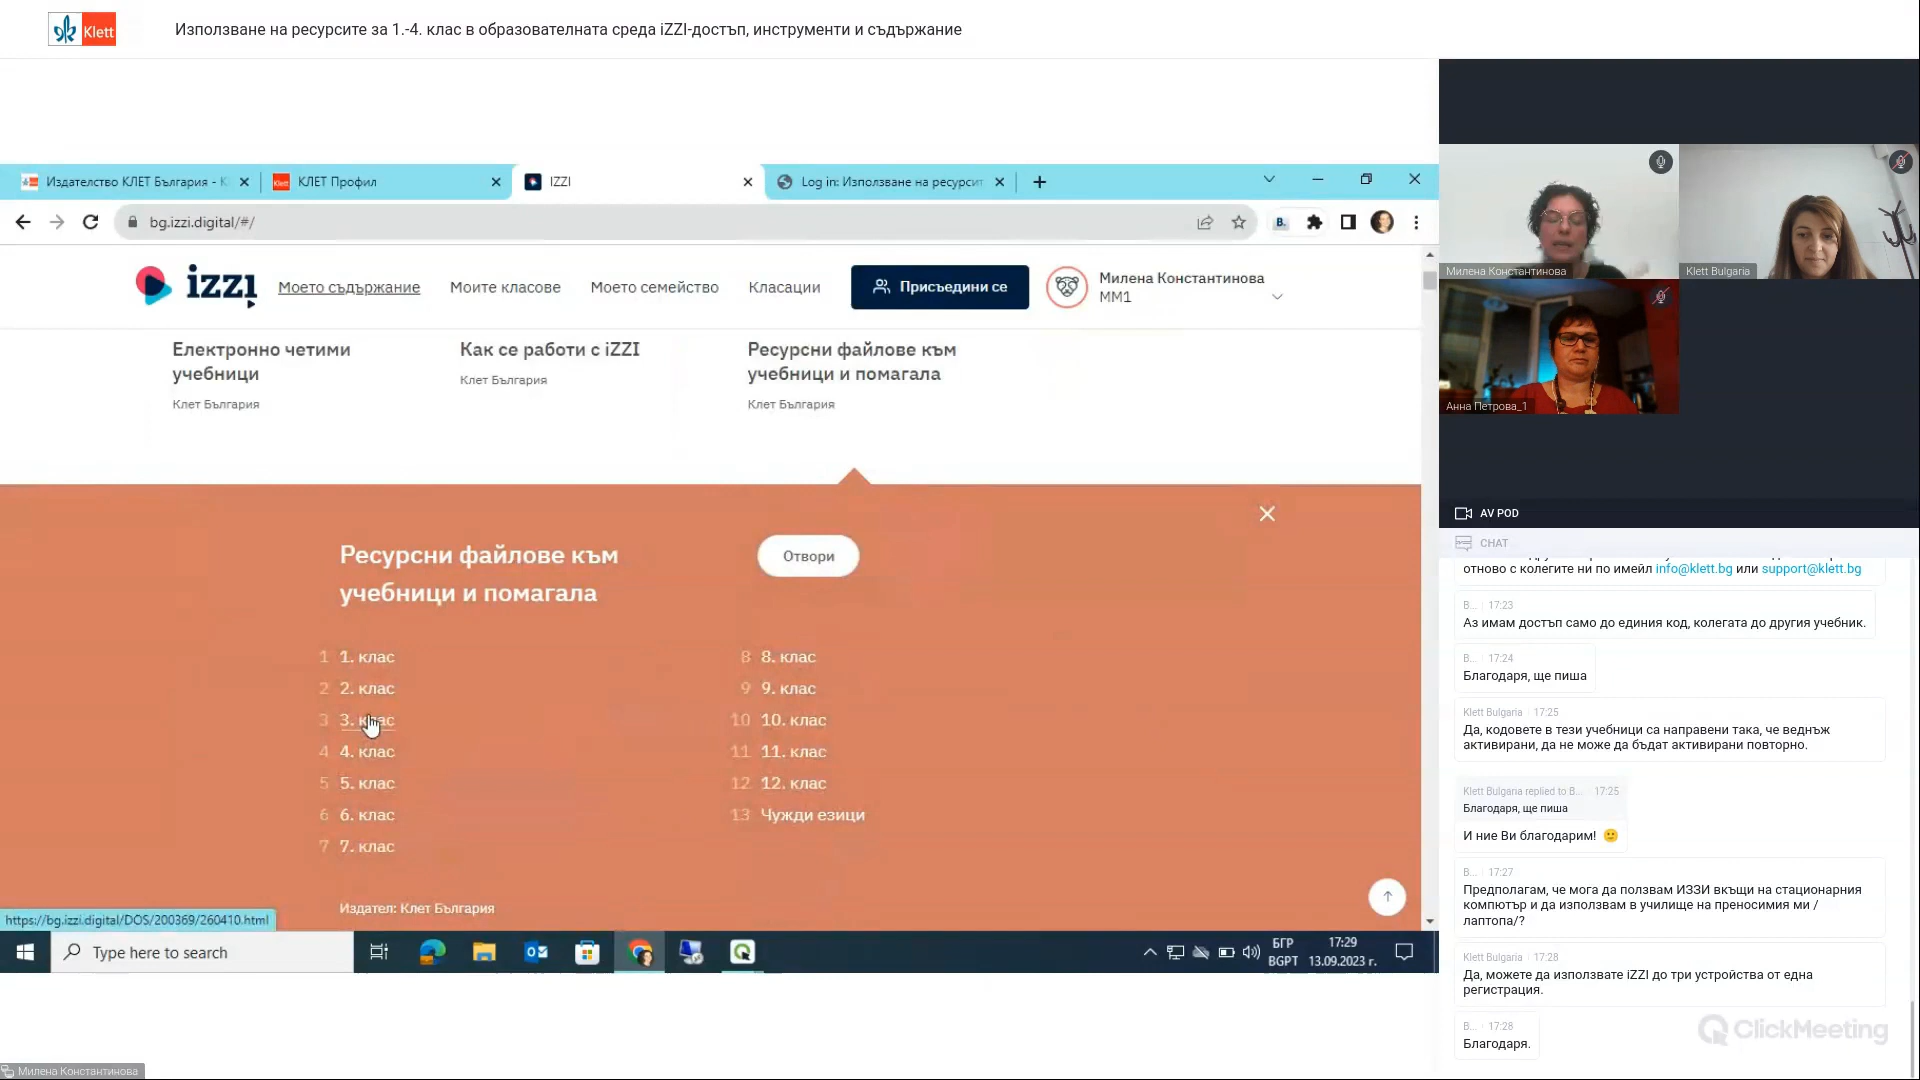 Klett
Използване на ресурсите за 1.-4. клас в образователната среда iZZI-достъп, инструменти и съдържание
Издателство КЛЕТ България - К
КЛЕТ Профил
IZZI
Log in: Използване на ресурсит
bg.izzi.digital/#/
izzi
Моето съдържание
Моите класове
Моето семейство
Класации
Присъедини се
Милена Константинова
ММ1
Електронно четими
учебници
Клет България
Как се работи с iZZI
Клет България
Ресурсни файлове към
учебници и помагала
Клет България
Ресурсни файлове към
учебници и помагала
Отвори
1 1. клас
2 2. клас
3 3. клас
4 4. клас
5 5. клас
6 6. клас
7 7. клас
8 8. клас
9 9. клас
10 10. клас
11 11. клас
12 12. клас
13 Чужди езици
Издател: Клет България
https://bg.izzi.digital/DOS/200369/260410.html
Type here to search
БГР
BGPT
17:29
13.09.2023 г.
Милена Константинова
Милена Константинова
Klett Bulgaria
Анна Петрова_1
AV POD
CHAT
отново с колегите ни по имейл info@klett.bg или support@klett.bg
В... 17:23
Аз имам достъп само до единия код, колегата до другия учебник.
В... 17:24
Благодаря, ще пиша
Klett Bulgaria 17:25
Да, кодовете в тези учебници са направени така, че веднъж
активирани, да не може да бъдат активирани повторно.
Klett Bulgaria replied to В... 17:25
Благодаря, ще пиша
И ние Ви благодарим! 🙂
В... 17:27
Предполагам, че мога да ползвам ИЗЗИ вкъщи на стационарния
компютър и да използвам в училище на преносимия ми /
лаптопа/?
Klett Bulgaria 17:28
Да, можете да използвате iZZI до три устройства от една
регистрация.
В... 17:28
Благодаря.
ClickMeeting